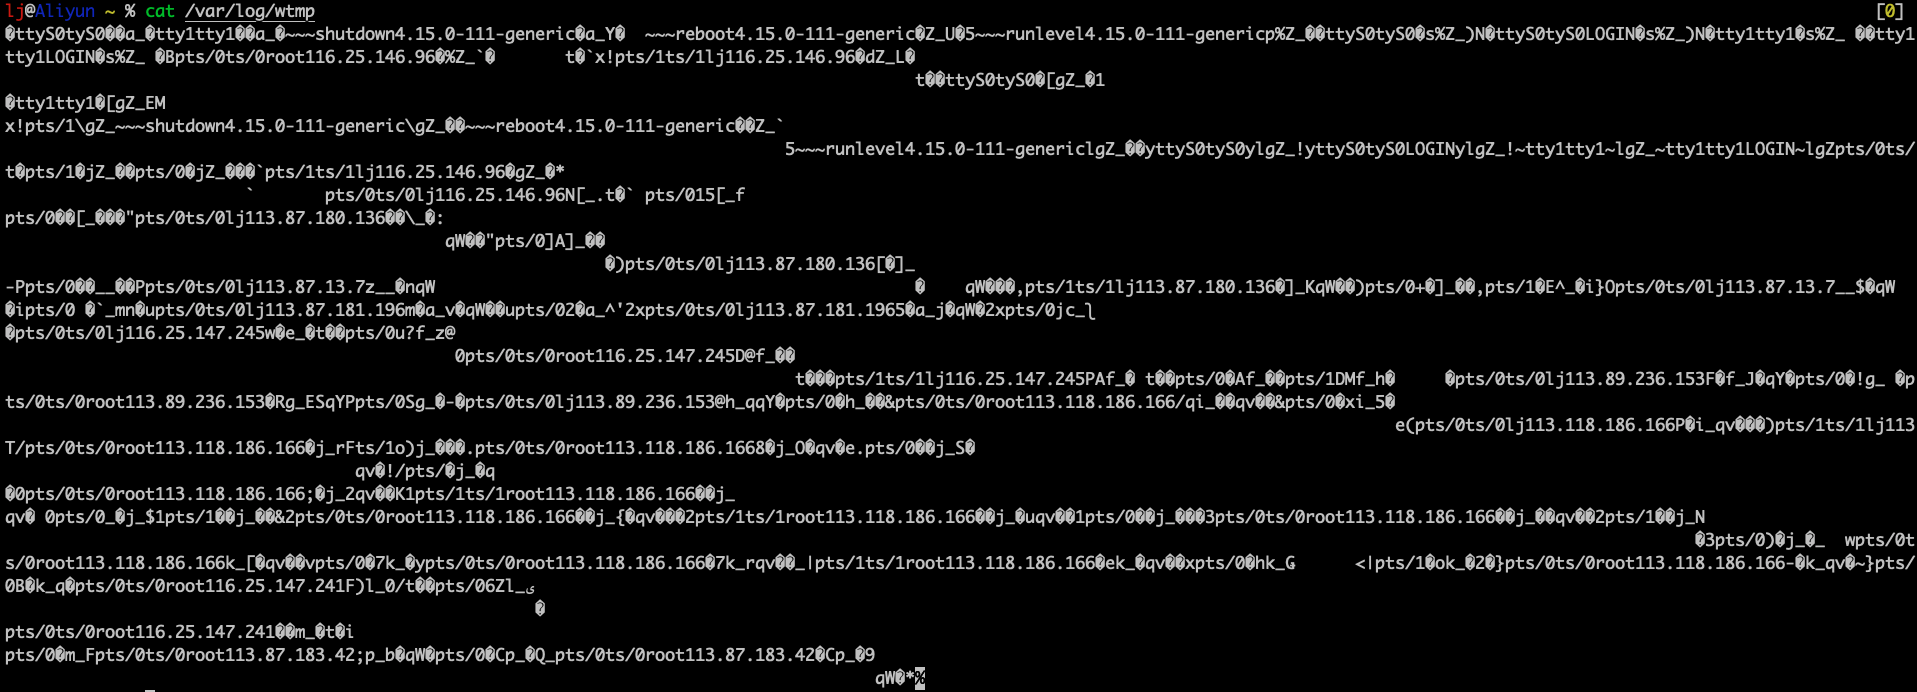 lj@Aliyun ~ % cat /var/log/wtmp [0]
�ttyS0tyS0��a_�tty1tty1��a_�~~~shutdown4.15.0-111-generic�a_Y�  ~~~reboot4.15.0-111-generic�Z_U�5~~~runlevel4.15.0-111-genericp%Z_��ttyS0tyS0�s%Z_)N�ttyS0tyS0LOGIN�s%Z_)N�tty1tty1�s%Z_ ��tty1
tty1LOGIN�s%Z_ �Bpts/0ts/0root116.25.146.96�%Z_`�       t�`x!pts/1ts/1lj116.25.146.96�dZ_L�
t��ttyS0tyS0�[gZ_�1
�tty1tty1�[gZ_EM
x!pts/1\gZ_~~~shutdown4.15.0-111-generic\gZ_��~~~reboot4.15.0-111-generic��Z_`
5~~~runlevel4.15.0-111-genericlgZ_��yttyS0tyS0ylgZ_!yttyS0tyS0LOGINylgZ_!~tty1tty1~lgZ_~tty1tty1LOGIN~lgZpts/0ts/
t�pts/1�jZ_��pts/0�jZ_���`pts/1ts/1lj116.25.146.96�gZ_�*
`       pts/0ts/0lj116.25.146.96N[_.t�` pts/015[_f
pts/0��[_���"pts/0ts/0lj113.87.180.136��\_�:
qW��"pts/0]A]_��
�)pts/0ts/0lj113.87.180.136[�]_
-Ppts/0��__��Ppts/0ts/0lj113.87.13.7z__�nqW �    qW���,pts/1ts/1lj113.87.180.136�]_KqW��)pts/0+�]_��,pts/1�E^_�i}Opts/0ts/0lj113.87.13.7__$�qW
�ipts/0 �`_mn�upts/0ts/0lj113.87.181.196m�a_v�qW��upts/02�a_^'2xpts/0ts/0lj113.87.181.1965�a_j�qW�2xpts/0jc_ʅ
�pts/0ts/0lj116.25.147.245w�e_�t��pts/0u?f_z@
0pts/0ts/0root116.25.147.245D@f_��
t���pts/1ts/1lj116.25.147.245PAf_� t��pts/0�Af_��pts/1DMf_h�     �pts/0ts/0lj113.89.236.153F�f_J�qY�pts/0�!g_ �p
ts/0ts/0root113.89.236.153�Rg_ESqYPpts/0Sg_�-�pts/0ts/0lj113.89.236.153@h_qqY�pts/0�h_��&pts/0ts/0root113.118.186.166/qi_��qv��&pts/0�xi_5�
e(pts/0ts/0lj113.118.186.166P�i_qv���)pts/1ts/1lj113
T/pts/0ts/0root113.118.186.166�j_rFts/1o)j_���.pts/0ts/0root113.118.186.1668�j_O�qv�e.pts/0��j_S�
qv�!/pts/�j_�q
�0pts/0ts/0root113.118.186.166;�j_2qv��K1pts/1ts/1root113.118.186.166��j_
qv� 0pts/0_�j_$1pts/1��j_��&2pts/0ts/0root113.118.186.166��j_{�qv���2pts/1ts/1root113.118.186.166��j_�uqv��1pts/0��j_���3pts/0ts/0root113.118.186.166��j_��qv��2pts/1��j_N
�3pts/0)�j_�_  wpts/0t
s/0root113.118.186.166k_[�qv��vpts/0�7k_�ypts/0ts/0root113.118.186.166�7k_rqv��_|pts/1ts/1root113.118.186.166�ek_�qv��xpts/0�hk_G      <|pts/1�ok_�2�}pts/0ts/0root113.118.186.166-�k_qv�~}pts/
0B�k_q�pts/0ts/0root116.25.147.241F)l_0/t��pts/06Zl_ى
�
pts/0ts/0root116.25.147.241��m_�t�i
pts/0�m_Fpts/0ts/0root113.87.183.42;p_b�qW�pts/0�Cp_�Q_pts/0ts/0root113.87.183.42�Cp_�9
qW�*%